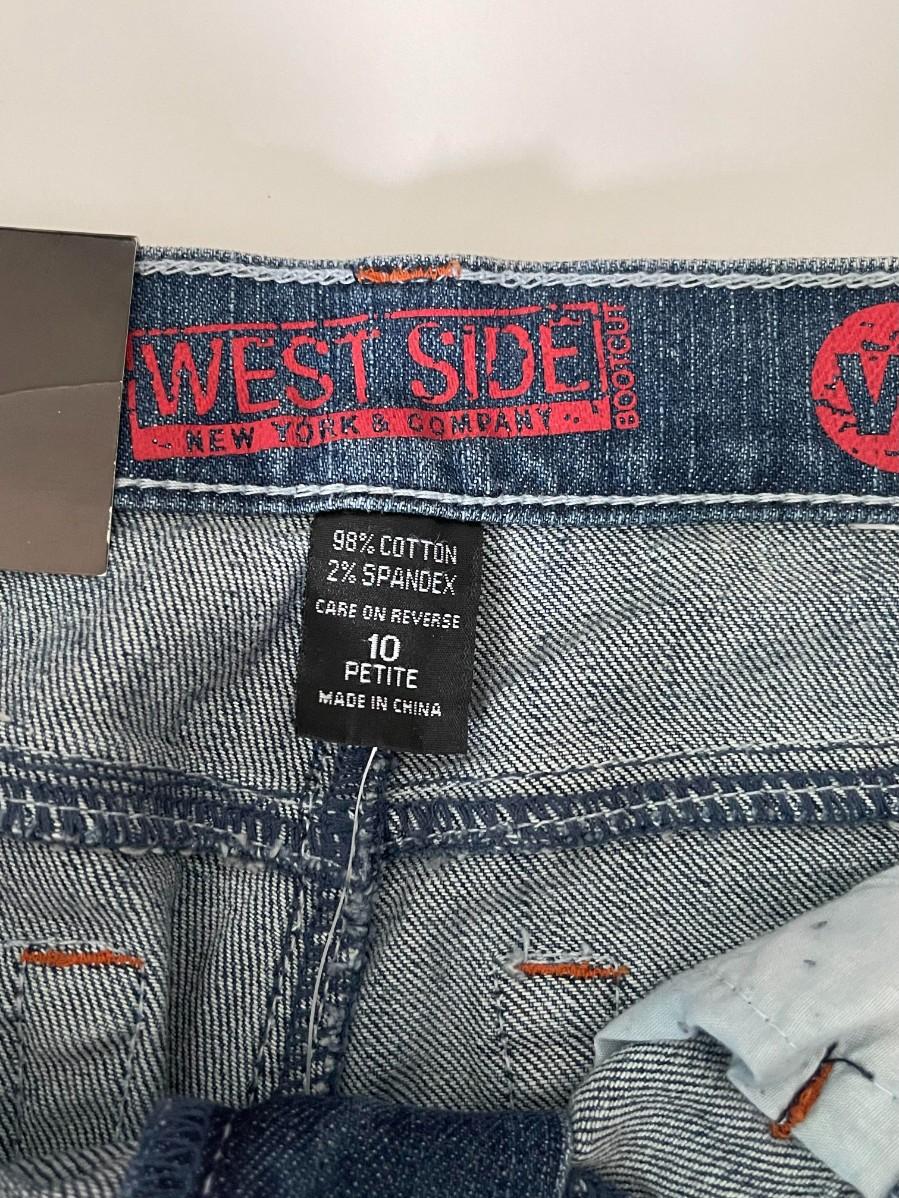 WEST SiDE
BOOTCUT
NEW YORK & COMPANY
98% COTTON
2% SPANDEX
CARE ON REVERSE
10
PETITE
MADE IN CHINA